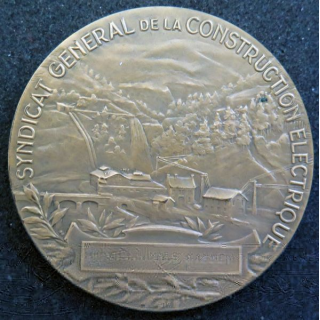 SYNDICAT GENERAL DE LA CONSTRUCTION ELECTRIQUE